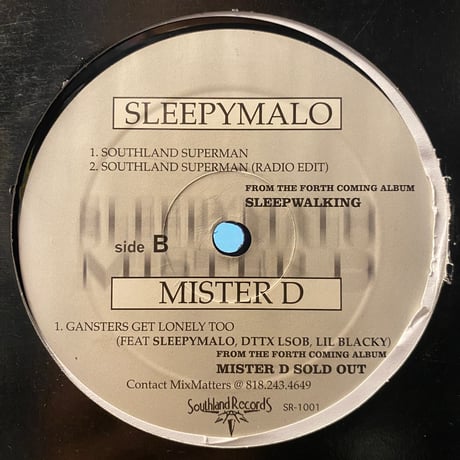 SLEEPYMALO
1. SOUTHLAND SUPERMAN
2. SOUTHLAND SUPERMAN (RADIO EDIT)
FROM THE FORTH COMING ALBUM
SLEEPWALKING
side B
MISTER D
1. GANSTERS GET LONELY TOO
(FEAT SLEEPYMALO, DTTX LSOB, LIL BLACKY)
FROM THE FORTH COMING ALBUM
MISTER D SOLD OUT
Contact MixMatters @ 818.243.4649
Southland Records
SR-1001